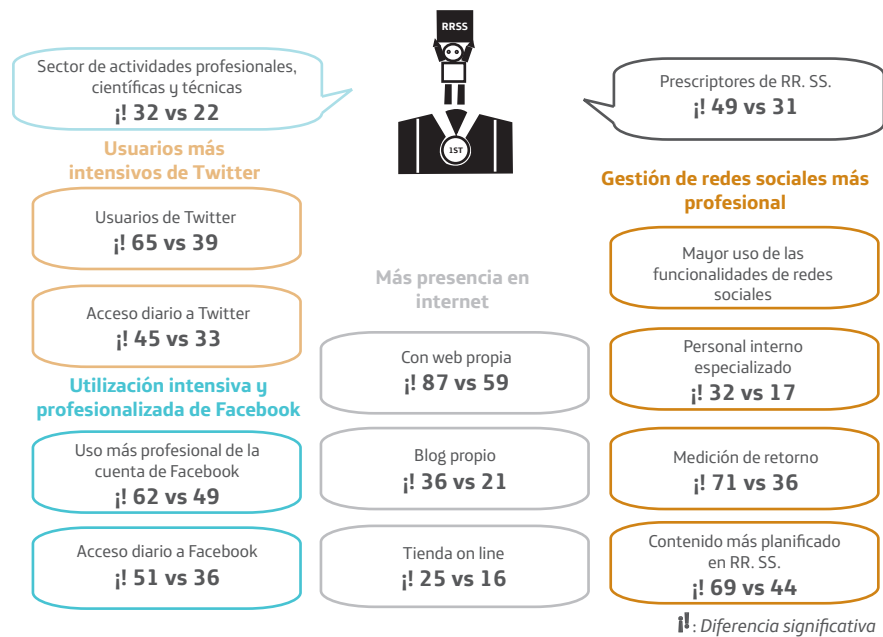 RRSS
1ST
Sector de actividades profesionales,
científicas y técnicas
¡! 32 vs 22
Usuarios más
intensivos de Twitter
Usuarios de Twitter
¡! 65 vs 39
Acceso diario a Twitter
¡! 45 vs 33
Utilización intensiva y
profesionalizada de Facebook
Uso más profesional de la
cuenta de Facebook
¡! 62 vs 49
Acceso diario a Facebook
¡! 51 vs 36
Más presencia en
internet
Con web propia
¡! 87 vs 59
Blog propio
¡! 36 vs 21
Tienda on line
¡! 25 vs 16
Prescriptores de RR. SS.
¡! 49 vs 31
Gestión de redes sociales más
profesional
Mayor uso de las
funcionalidades de redes
sociales
Personal interno
especializado
¡! 32 vs 17
Medición de retorno
¡! 71 vs 36
Contenido más planificado
en RR. SS.
¡! 69 vs 44
¡!: Diferencia significativa